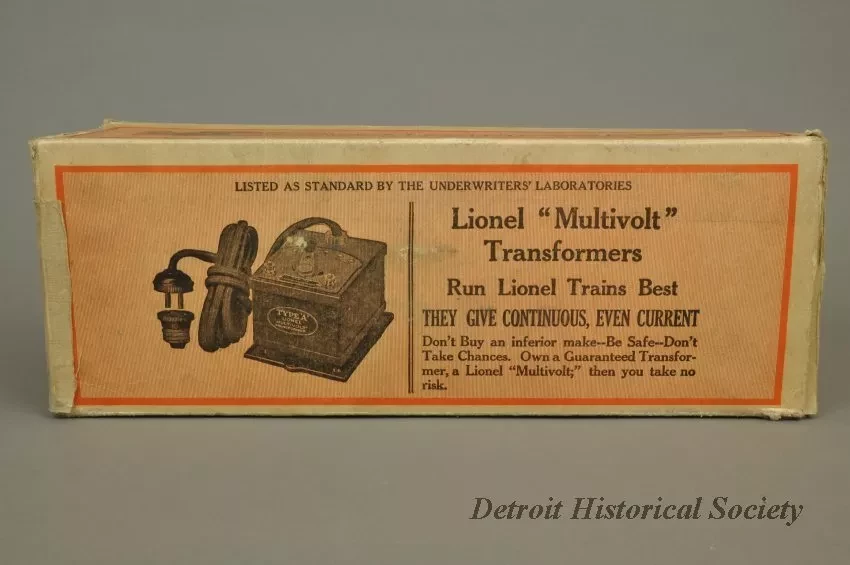 LISTED AS STANDARD BY THE UNDERWRITERS' LABORATORIES
TYPE "A"
LIONEL
Lionel "Multivolt"
Transformers
Run Lionel Trains Best
THEY GIVE CONTINUOUS, EVEN CURRENT
Don't Buy an inferior make--Be Safe--Don't
Take Chances. Own a Guaranteed Transfor-
mer, a Lionel "Multivolt;" then you take no
risk.
Detroit Historical Society